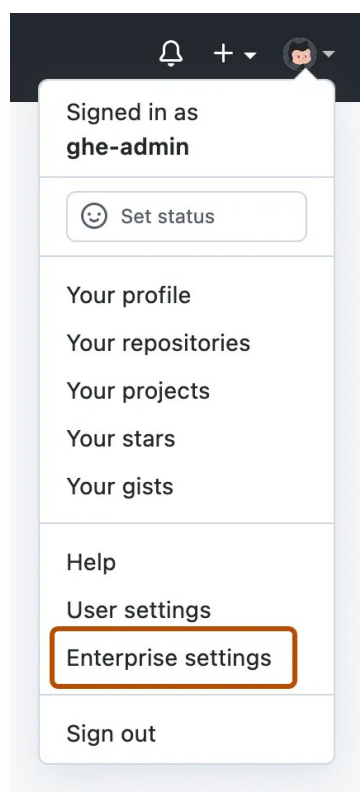 Signed in as
ghe-admin
Set status
Your profile
Your repositories
Your projects
Your stars
Your gists
Help
User settings
Enterprise settings
Sign out